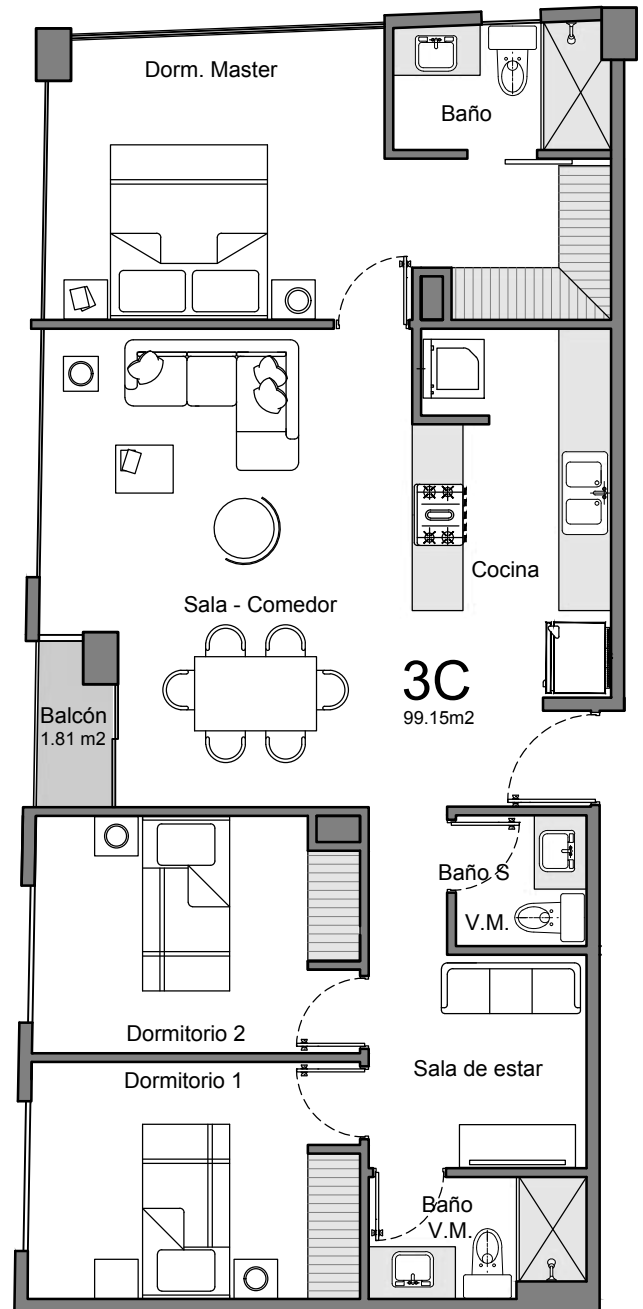 Dorm. Master
Baño
Cocina
Sala - Comedor
3C
99.15m2
Balcón
1.81 m2
Baño S
V.M.
Dormitorio 2
Sala de estar
Dormitorio 1
Baño
V.M.